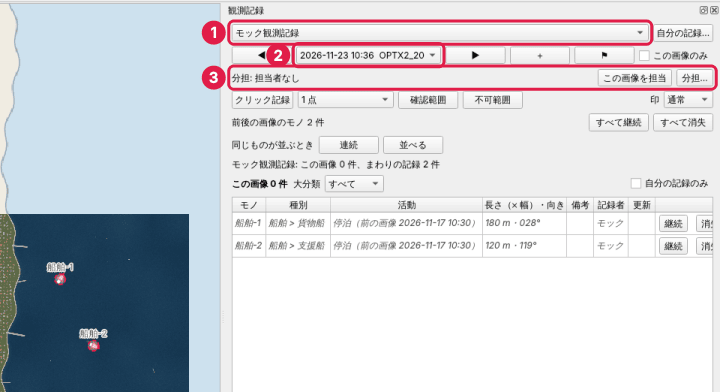 観測記録
1 モック観測記録 自分の記録...
◀ 2 2026-11-23 10:36 OPTX2_20 ▶ + この画像のみ
3 分担: 担当者なし この画像を担当 分担...
クリック記録 1 点 確認範囲 不可範囲 印 通常
前後の画像のモノ 2 件 すべて継続 すべて消失
同じものが並ぶとき 連続 並べる
モック観測記録: この画像 0 件、まわりの記録 2 件
この画像 0 件 大分類 すべて 自分の記録のみ
モノ 種別 活動 長さ（× 幅）・向き 備考 記録者 更新
船舶-1 船舶 > 貨物船 停泊（前の画像 2026-11-17 10:30） 180 m・028° モック 継続
船舶-2 船舶 > 支援船 停泊（前の画像 2026-11-17 10:30） 120 m・119° モック 継続
船舶-1
船舶-2